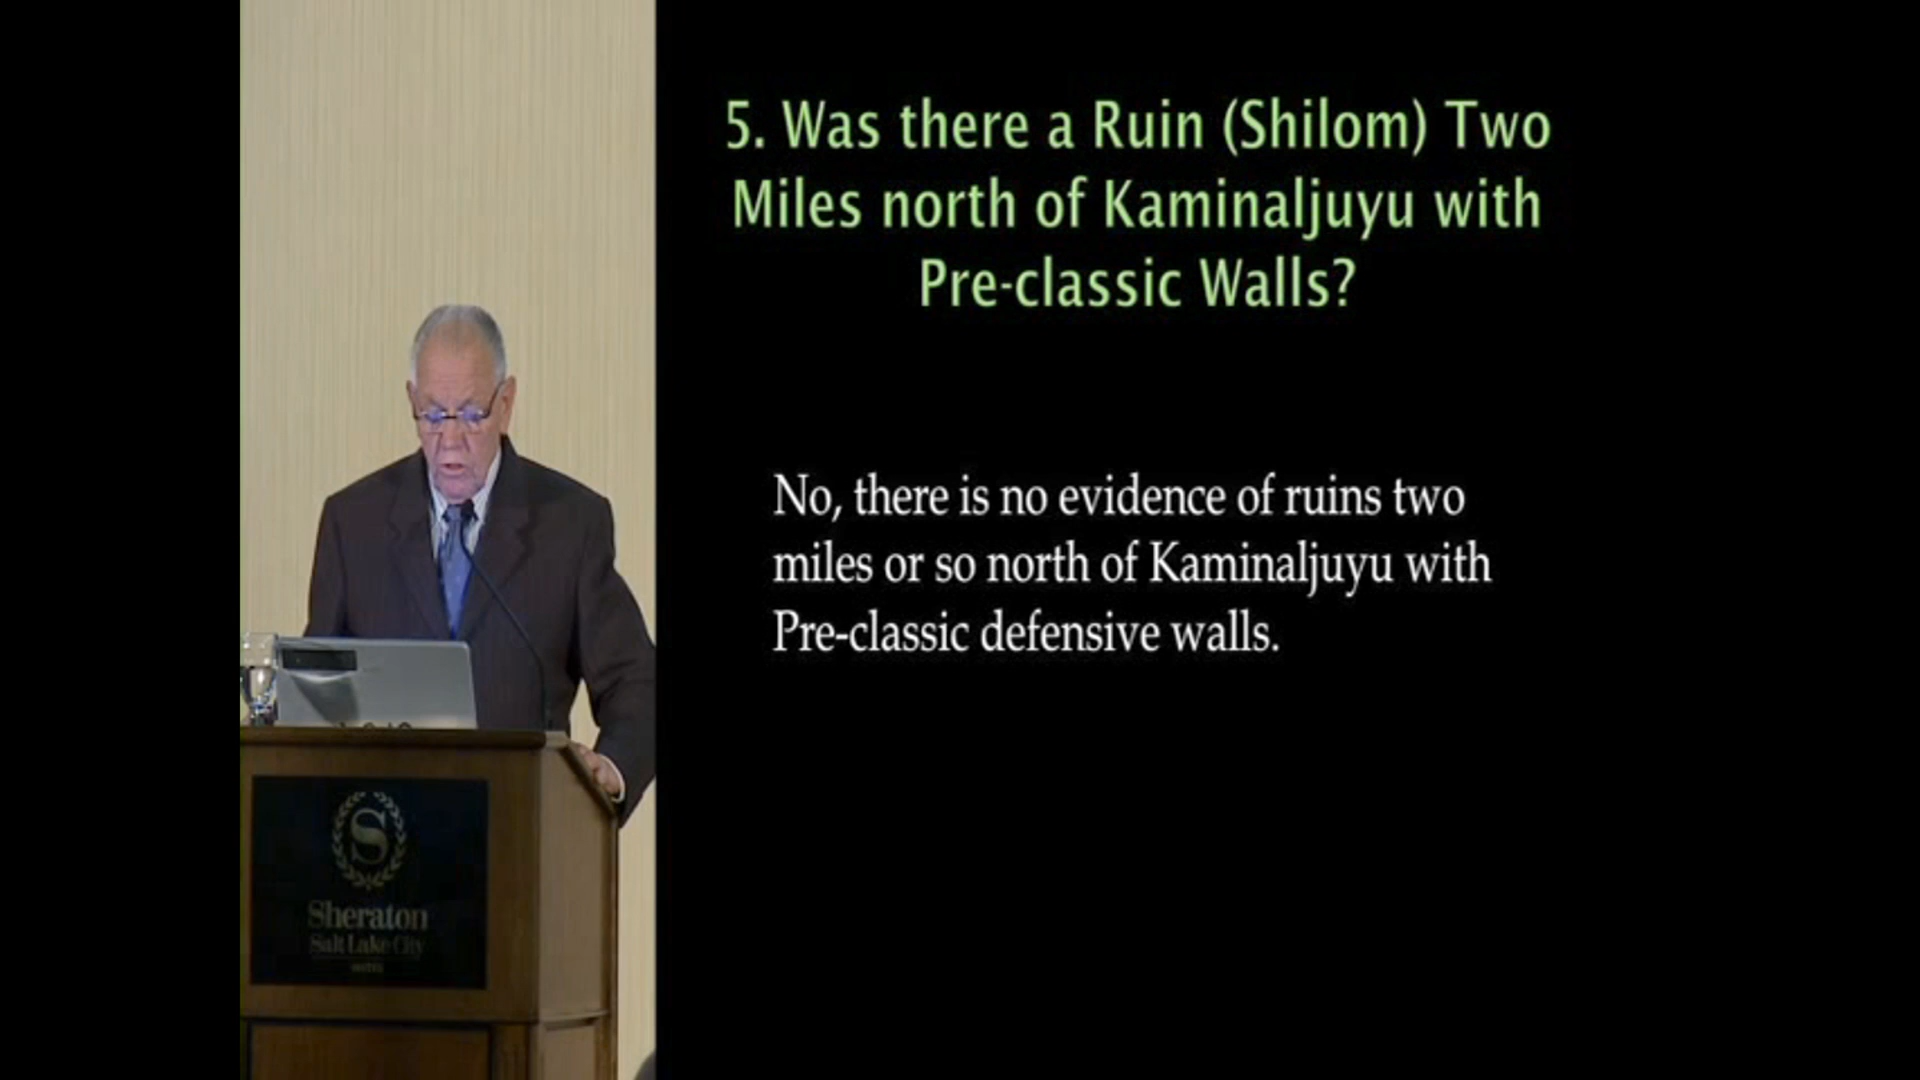 5. Was there a Ruin (Shilom) Two
Miles north of Kaminaljuyu with
Pre-classic Walls?
No, there is no evidence of ruins two
miles or so north of Kaminaljuyu with
Pre-classic defensive walls.
S
Sheraton
Salt Lake City
HOTEL